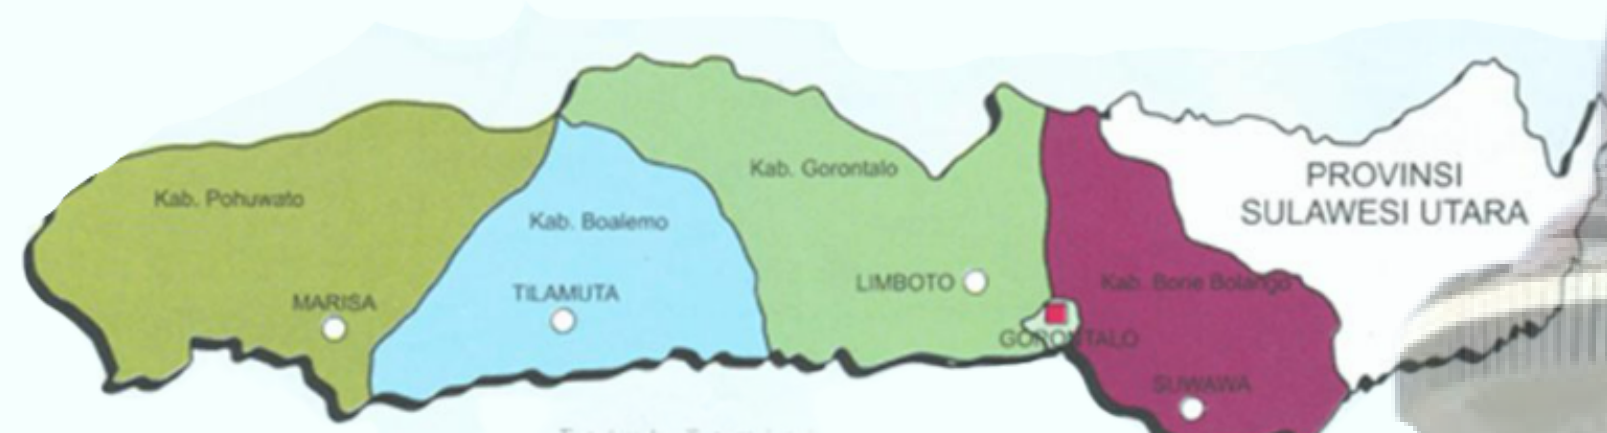 Kab. Pohuwato
MARISA
Kab. Boalemo
TILAMUTA
Kab. Gorontalo
LIMBOTO
GORONTALO
Kab. Bone Bolango
SUWAWA
PROVINSI
SULAWESI UTARA